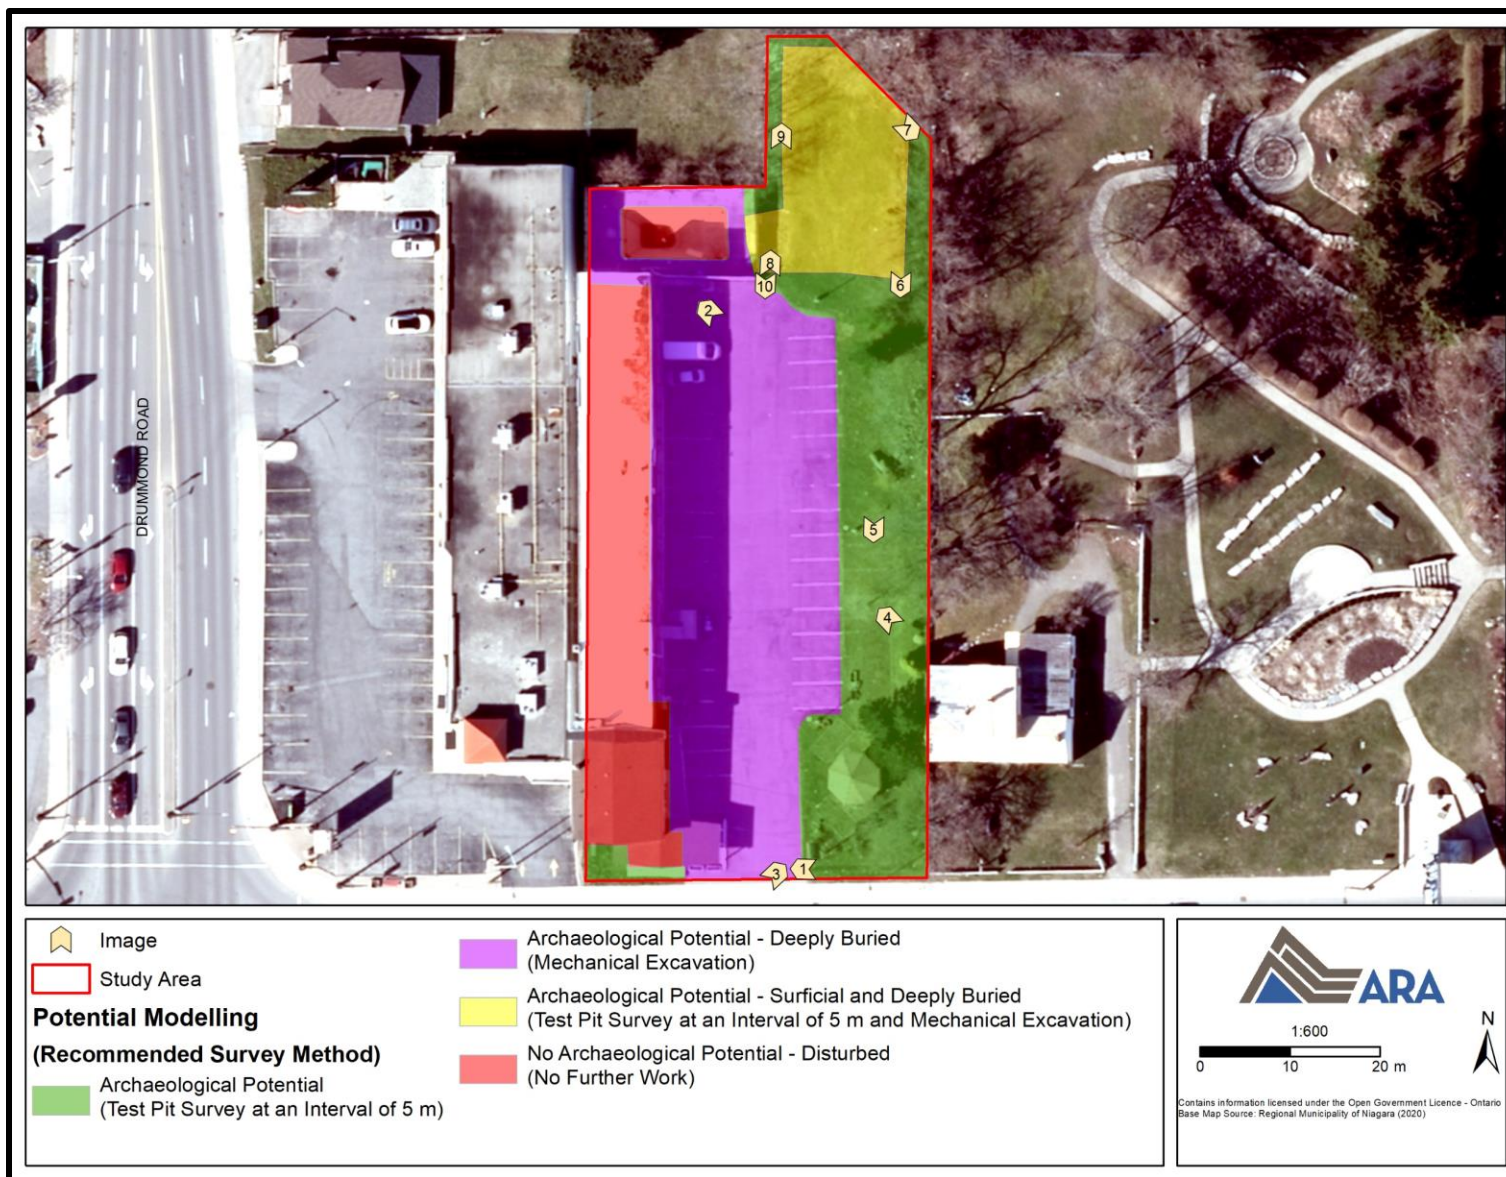 9
7
8
10
6
2
5
4
3
1
DRUMMOND ROAD
Image
Study Area
Potential Modelling
(Recommended Survey Method)
Archaeological Potential
(Test Pit Survey at an Interval of 5 m)
Archaeological Potential - Deeply Buried
(Mechanical Excavation)
Archaeological Potential - Surficial and Deeply Buried
(Test Pit Survey at an Interval of 5 m and Mechanical Excavation)
No Archaeological Potential - Disturbed
(No Further Work)
ARA
1:600
0 10 20 m
N
Contains information licensed under the Open Government Licence - Ontario
Base Map Source: Regional Municipality of Niagara (2020)